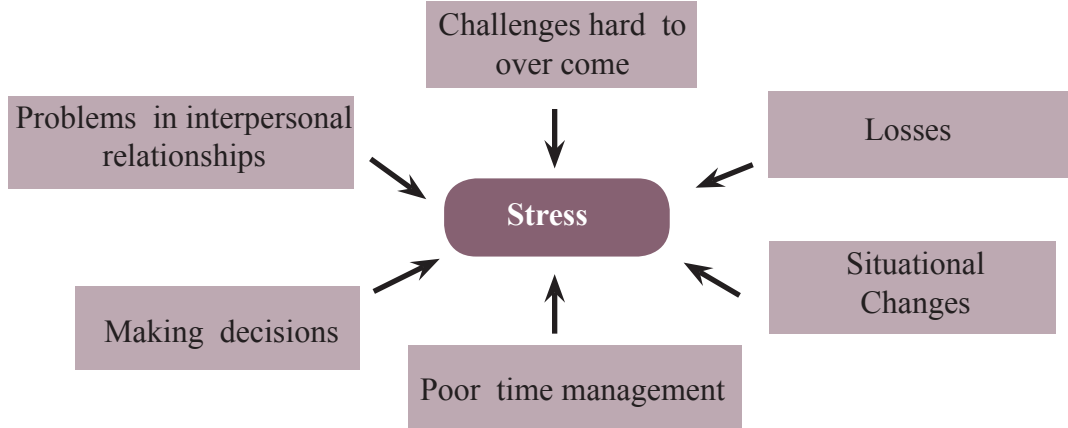 Challenges hard to
over come
Problems in interpersonal
relationships
Losses
Stress
Situational
Changes
Making decisions
Poor time management